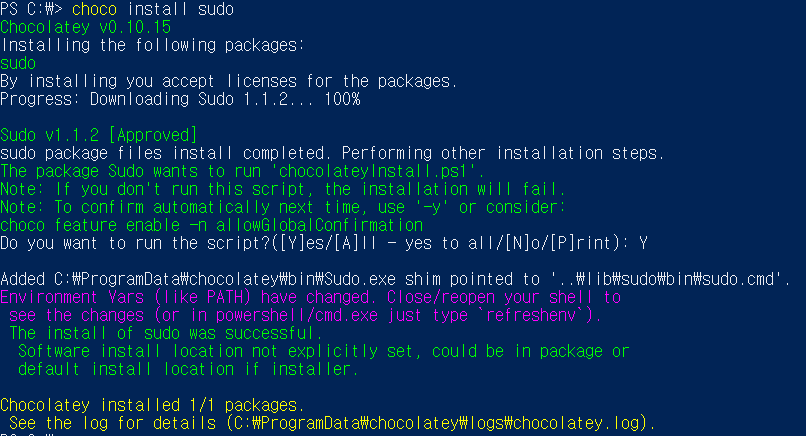 PS C:₩> choco install sudo
Chocolatey v0.10.15
Installing the following packages:
sudo
By installing you accept licenses for the packages.
Progress: Downloading Sudo 1.1.2... 100%
Sudo v1.1.2 [Approved]
sudo package files install completed. Performing other installation steps.
The package Sudo wants to run 'chocolateyInstall.ps1'.
Note: If you don't run this script, the installation will fail.
Note: To confirm automatically next time, use '-y' or consider:
choco feature enable -n allowGlobalConfirmation
Do you want to run the script?([Y]es/[A]ll - yes to all/[N]o/[P]rint): Y
Added C:₩ProgramData₩chocolatey₩bin₩Sudo.exe shim pointed to '..₩lib₩sudo₩bin₩sudo.cmd'.
Environment Vars (like PATH) have changed. Close/reopen your shell to
see the changes (or in powershell/cmd.exe just type `refreshenv`).
The install of sudo was successful.
Software install location not explicitly set, could be in package or
default install location if installer.
Chocolatey installed 1/1 packages.
See the log for details (C:₩ProgramData₩chocolatey₩logs₩chocolatey.log).